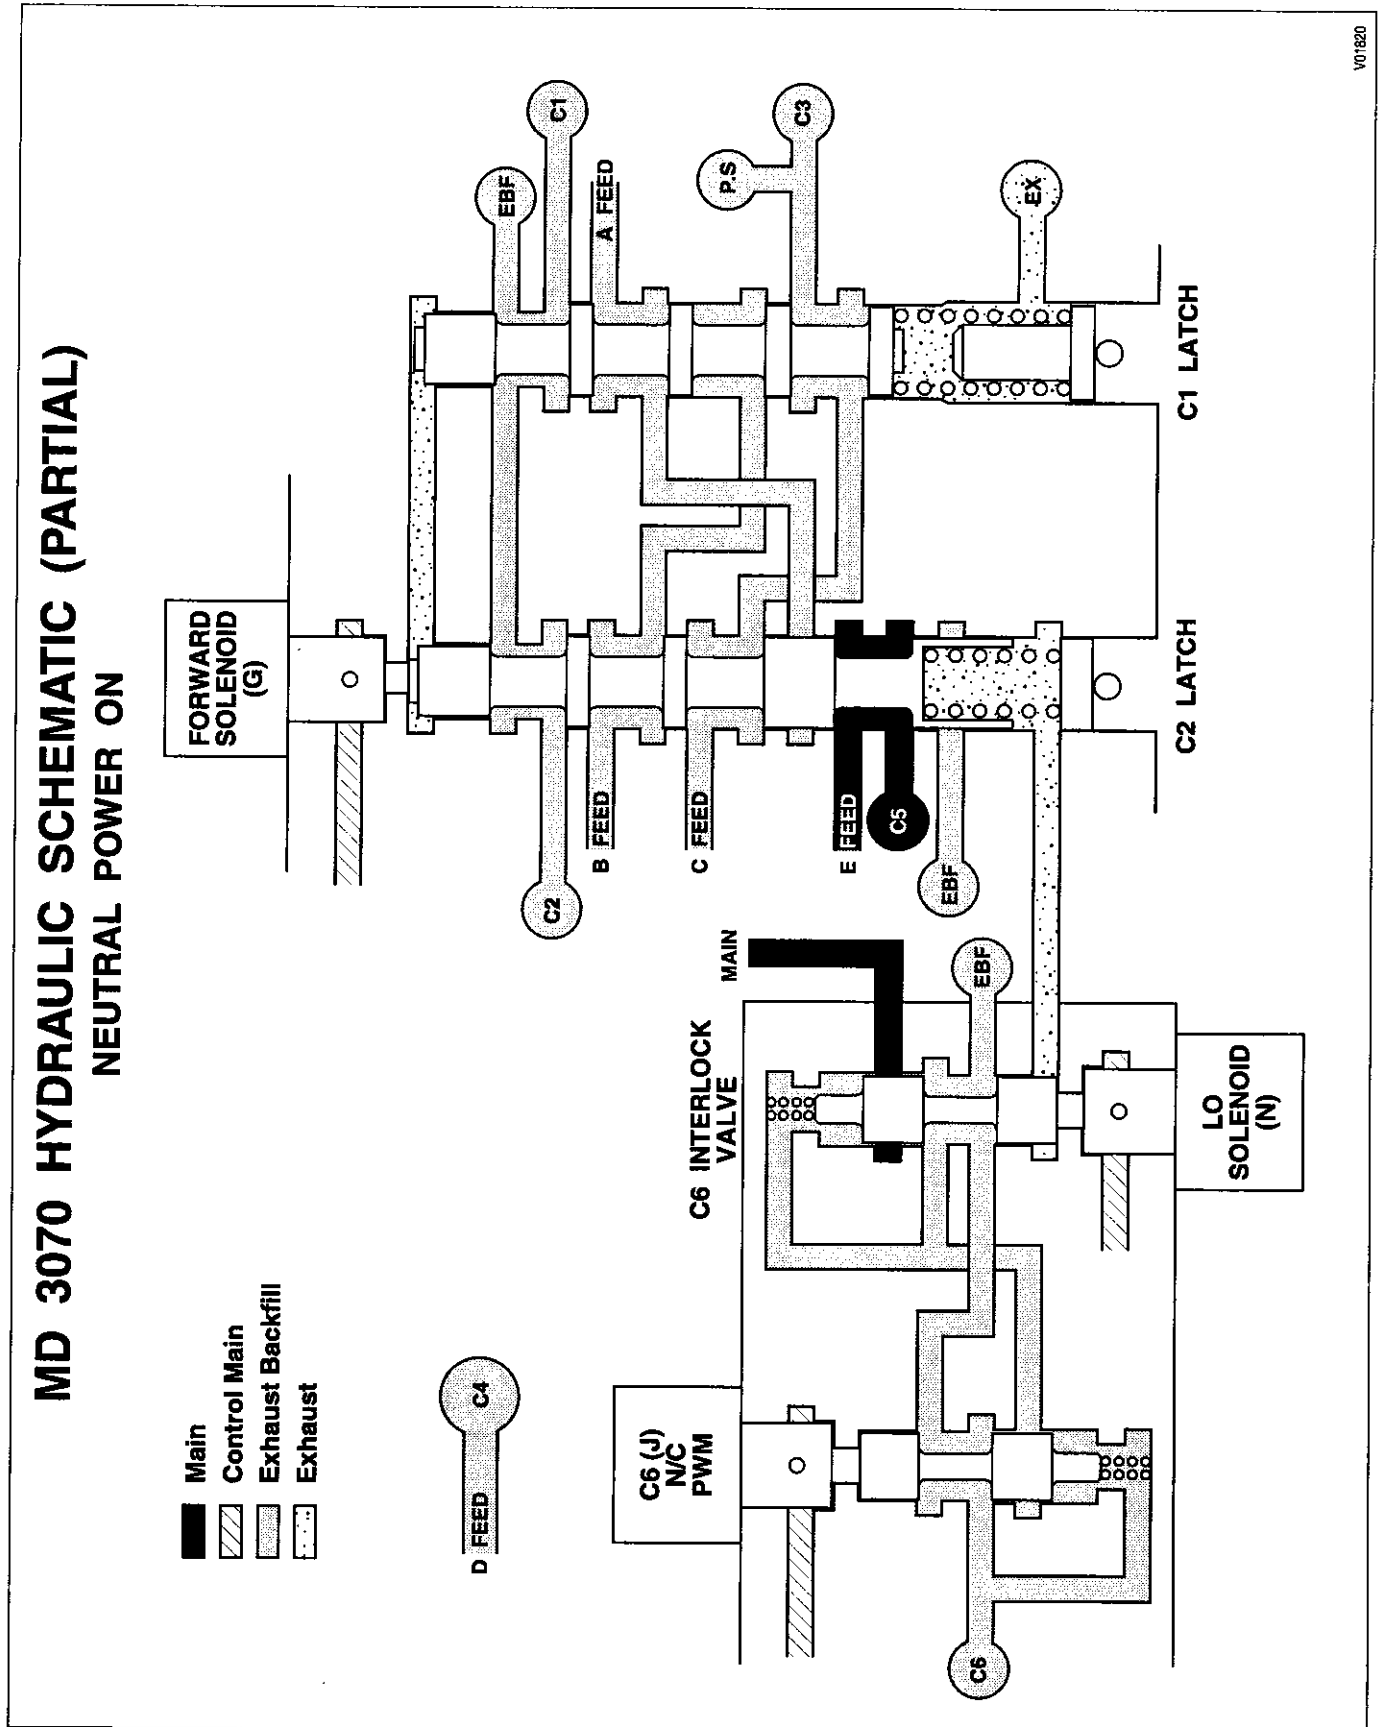 MD 3070 HYDRAULIC SCHEMATIC (PARTIAL)
NEUTRAL POWER ON
Main
Control Main
Exhaust Backfill
Exhaust
D FEED
C4
C6 (J)
N/C
PWM
C6
C6 INTERLOCK
VALVE
MAIN
EBF
LO
SOLENOID
(N)
FORWARD
SOLENOID
(G)
C2
B FEED
C FEED
E FEED
C5
EBF
C2 LATCH
EBF
C1
A FEED
P.S
C3
EX
C1 LATCH
V01820